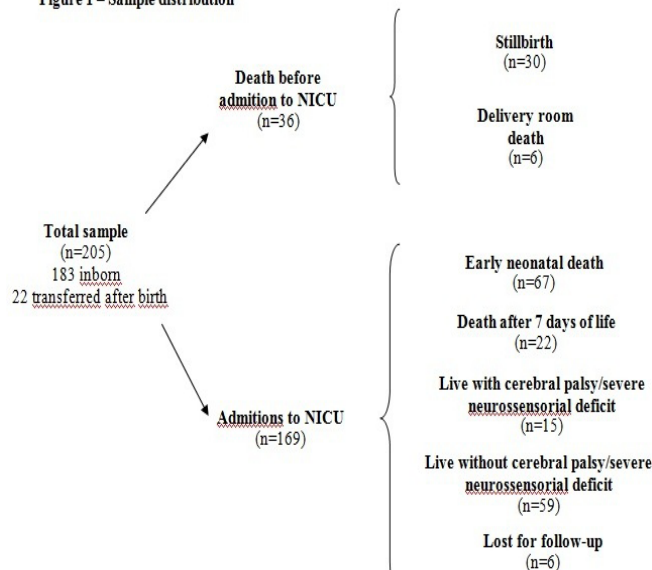 Figure 1 – Sample distribution
Stillbirth
(n=30)
Death before
admition to NICU
(n=36)
Delivery room
death
(n=6)
Total sample
(n=205)
183 inborn
22 transferred after birth
Early neonatal death
(n=67)
Death after 7 days of life
(n=22)
Live with cerebral palsy/severe
neurossensorial deficit
(n=15)
Admitions to NICU
(n=169)
Live without cerebral palsy/severe
neurossensorial deficit
(n=59)
Lost for follow-up
(n=6)